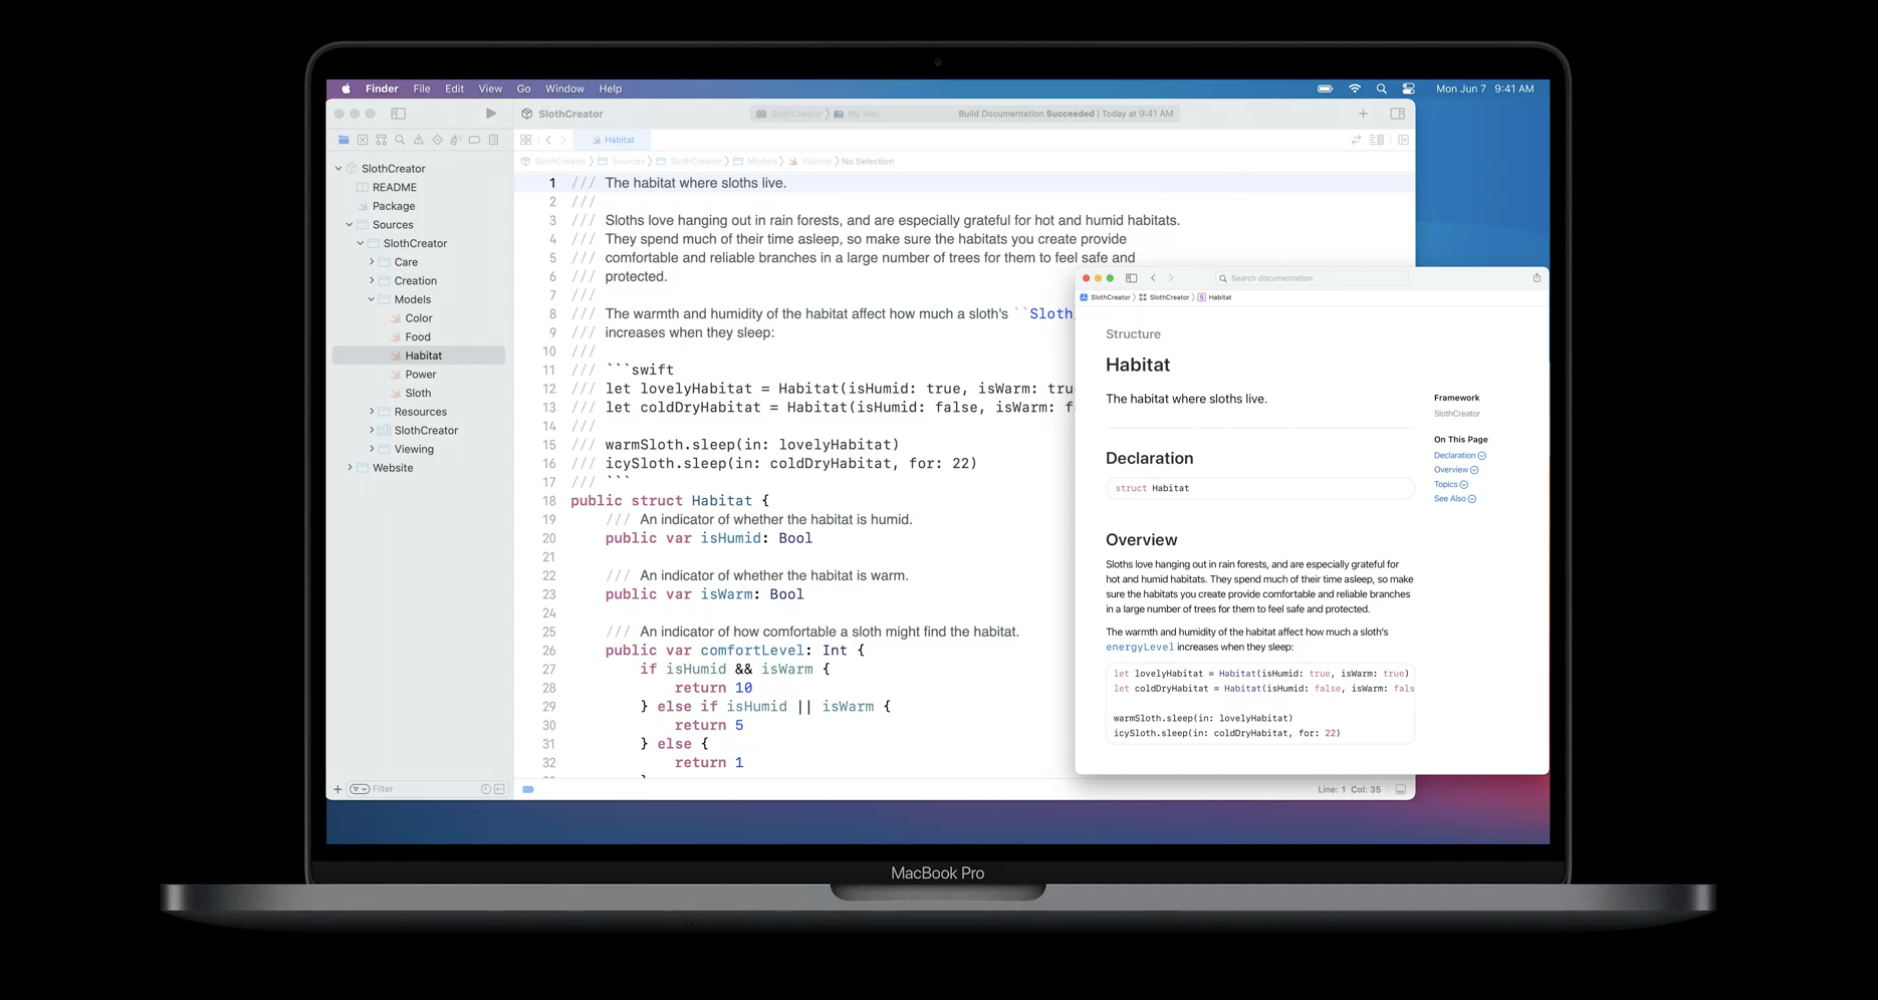 Finder File Edit View Go Window Help
Mon Jun 7 9:41 AM
SlothCreator
SlothCreator My Mac
Build Documentation Succeeded | Today at 9:41 AM
Habitat
SlothCreator Sources SlothCreator Models Habitat No Selection
SlothCreator
README
Package
Sources
SlothCreator
Care
Creation
Models
Color
Food
Habitat
Power
Sloth
Resources
SlothCreator
Viewing
Website
Filter
1 /// The habitat where sloths live.
2 ///
3 /// Sloths love hanging out in rain forests, and are especially grateful for hot and humid habitats.
4 /// They spend much of their time asleep, so make sure the habitats you create provide
5 /// comfortable and reliable branches in a large number of trees for them to feel safe and
6 /// protected.
7 ///
8 /// The warmth and humidity of the habitat affect how much a sloth's ``Sloth
9 /// increases when they sleep:
10 ///
11 /// ```swift
12 /// let lovelyHabitat = Habitat(isHumid: true, isWarm: tru
13 /// let coldDryHabitat = Habitat(isHumid: false, isWarm: f
14 ///
15 /// warmSloth.sleep(in: lovelyHabitat)
16 /// icySloth.sleep(in: coldDryHabitat, for: 22)
17 /// ```
18 public struct Habitat {
19 /// An indicator of whether the habitat is humid.
20 public var isHumid: Bool
21
22 /// An indicator of whether the habitat is warm.
23 public var isWarm: Bool
24
25 /// An indicator of how comfortable a sloth might find the habitat.
26 public var comfortLevel: Int {
27 if isHumid && isWarm {
28 return 10
29 } else if isHumid || isWarm {
30 return 5
31 } else {
32 return 1
Line: 1 Col: 35
Search documentation
SlothCreator SlothCreator S Habitat
Structure
Habitat
The habitat where sloths live.
Framework
SlothCreator
On This Page
Declaration
Overview
Topics
See Also
Declaration
struct Habitat
Overview
Sloths love hanging out in rain forests, and are especially grateful for
hot and humid habitats. They spend much of their time asleep, so make
sure the habitats you create provide comfortable and reliable branches
in a large number of trees for them to feel safe and protected.
The warmth and humidity of the habitat affect how much a sloth's
energyLevel increases when they sleep:
let lovelyHabitat = Habitat(isHumid: true, isWarm: true)
let coldDryHabitat = Habitat(isHumid: false, isWarm: fals
warmSloth.sleep(in: lovelyHabitat)
icySloth.sleep(in: coldDryHabitat, for: 22)
MacBook Pro